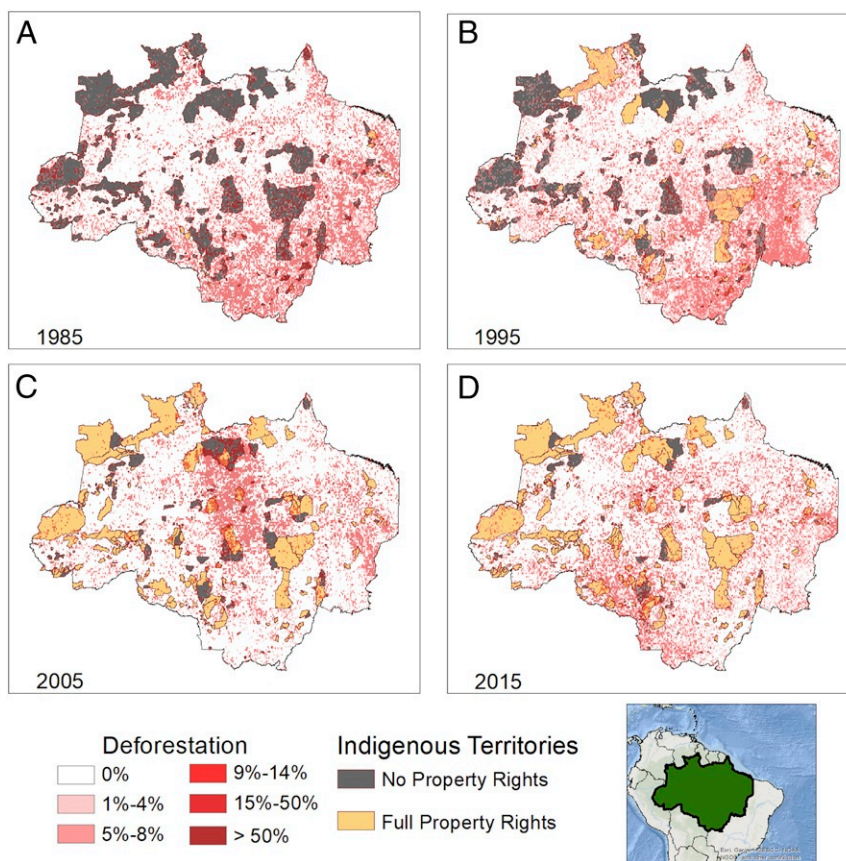 A
B
1985
1995
C
D
2005
2015
Deforestation
0%
1%-4%
5%-8%
9%-14%
15%-50%
> 50%
Indigenous Territories
No Property Rights
Full Property Rights